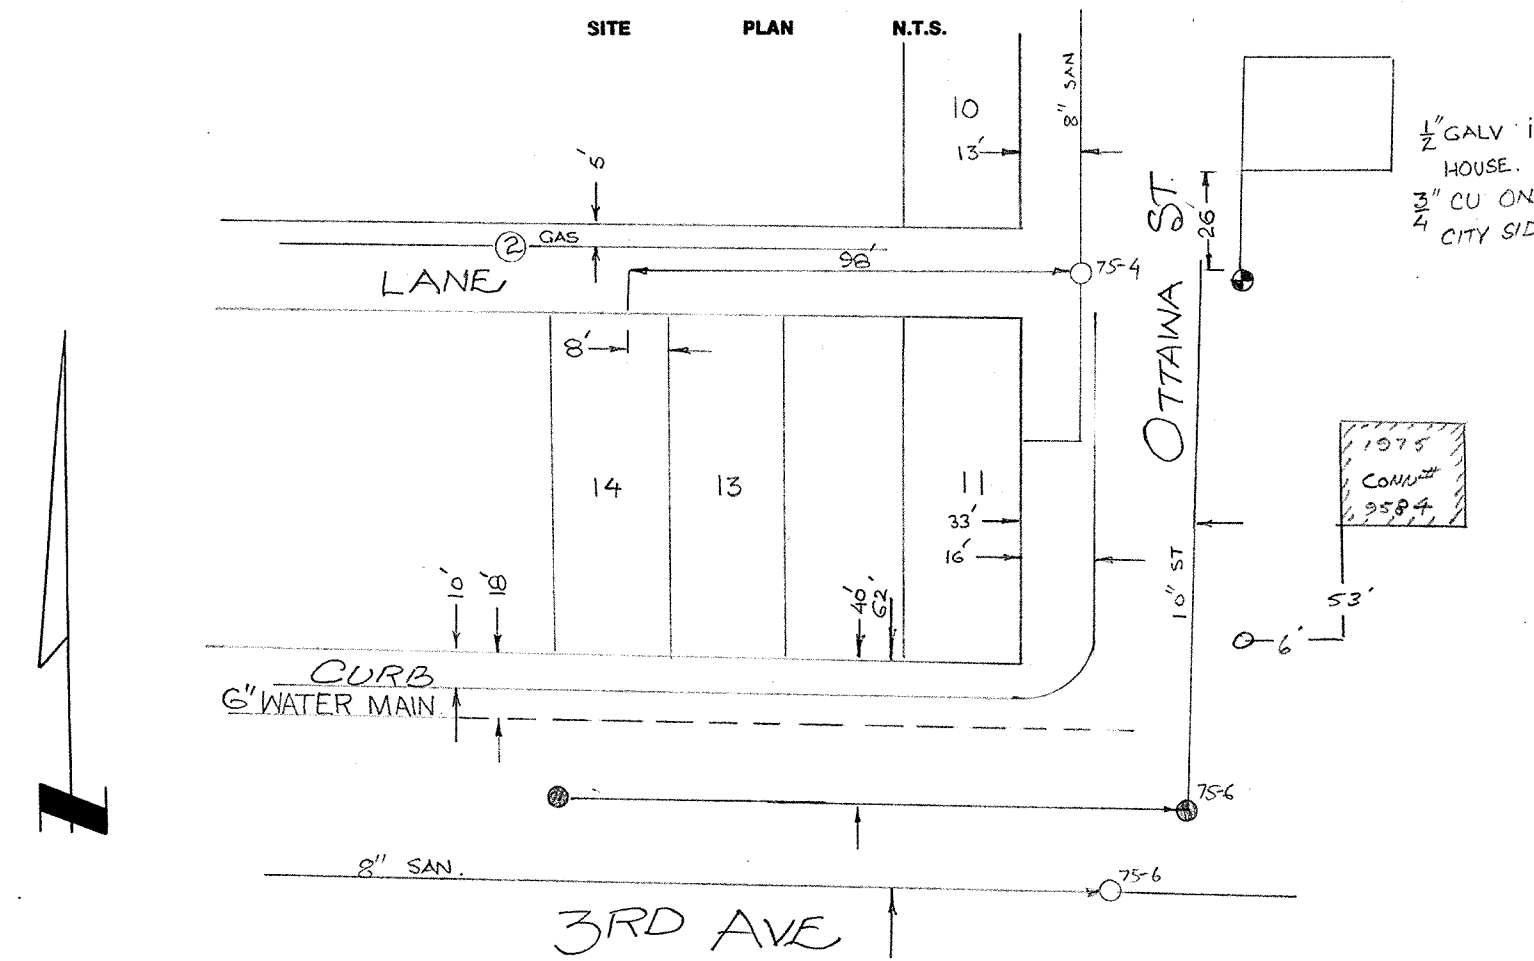 SITE PLAN N.T.S.
8" SAN
10
13'
1/2" GALV i
HOUSE.
3/4" CU ON
CITY SID
5'
2 GAS
98'
LANE
75-4
26'
OTTAWA ST.
8'
14
13
11
33'
16'
1975
CONN#
9584
53'
6'
10" ST
10'
18'
40'
62'
CURB
6" WATER MAIN
75-6
8" SAN.
75-6
3RD AVE